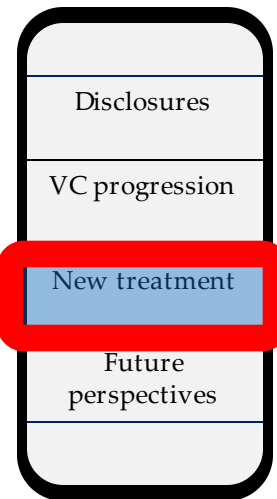 Disclosures
VC progression
New treatment
Future
perspectives